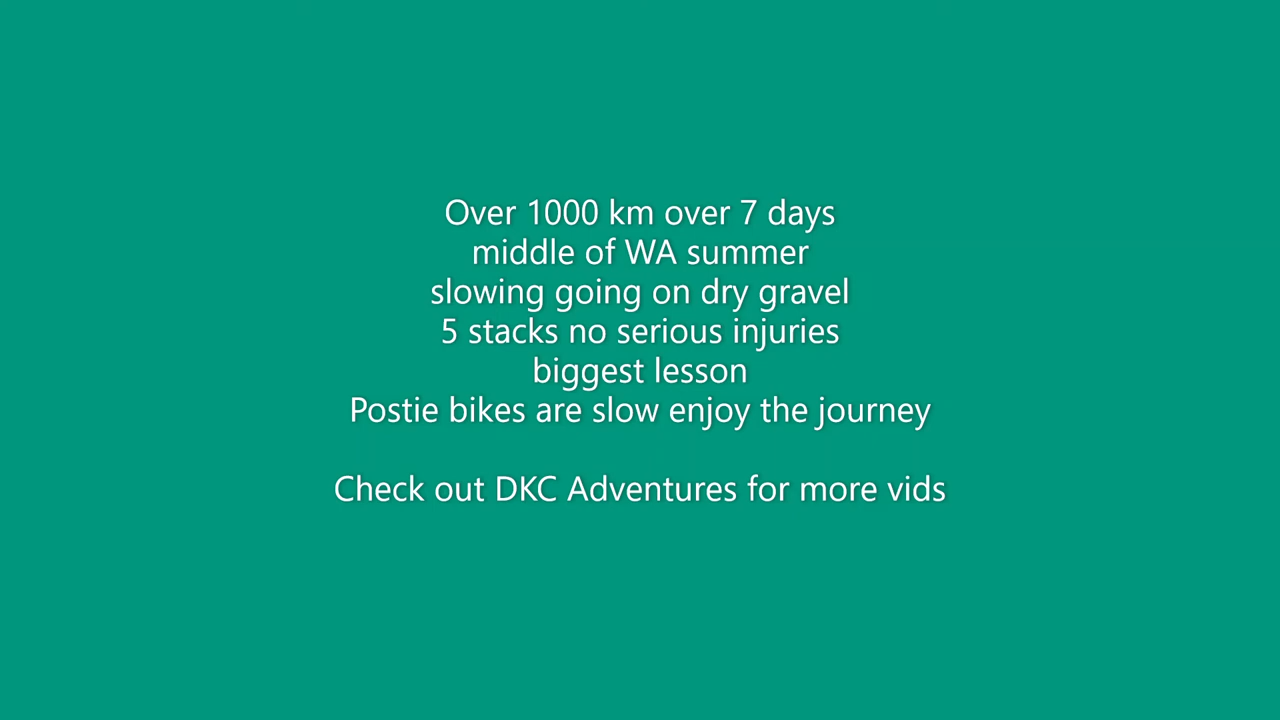 Over 1000 km over 7 days
middle of WA summer
slowing going on dry gravel
5 stacks no serious injuries
biggest lesson
Postie bikes are slow enjoy the journey
Check out DKC Adventures for more vids